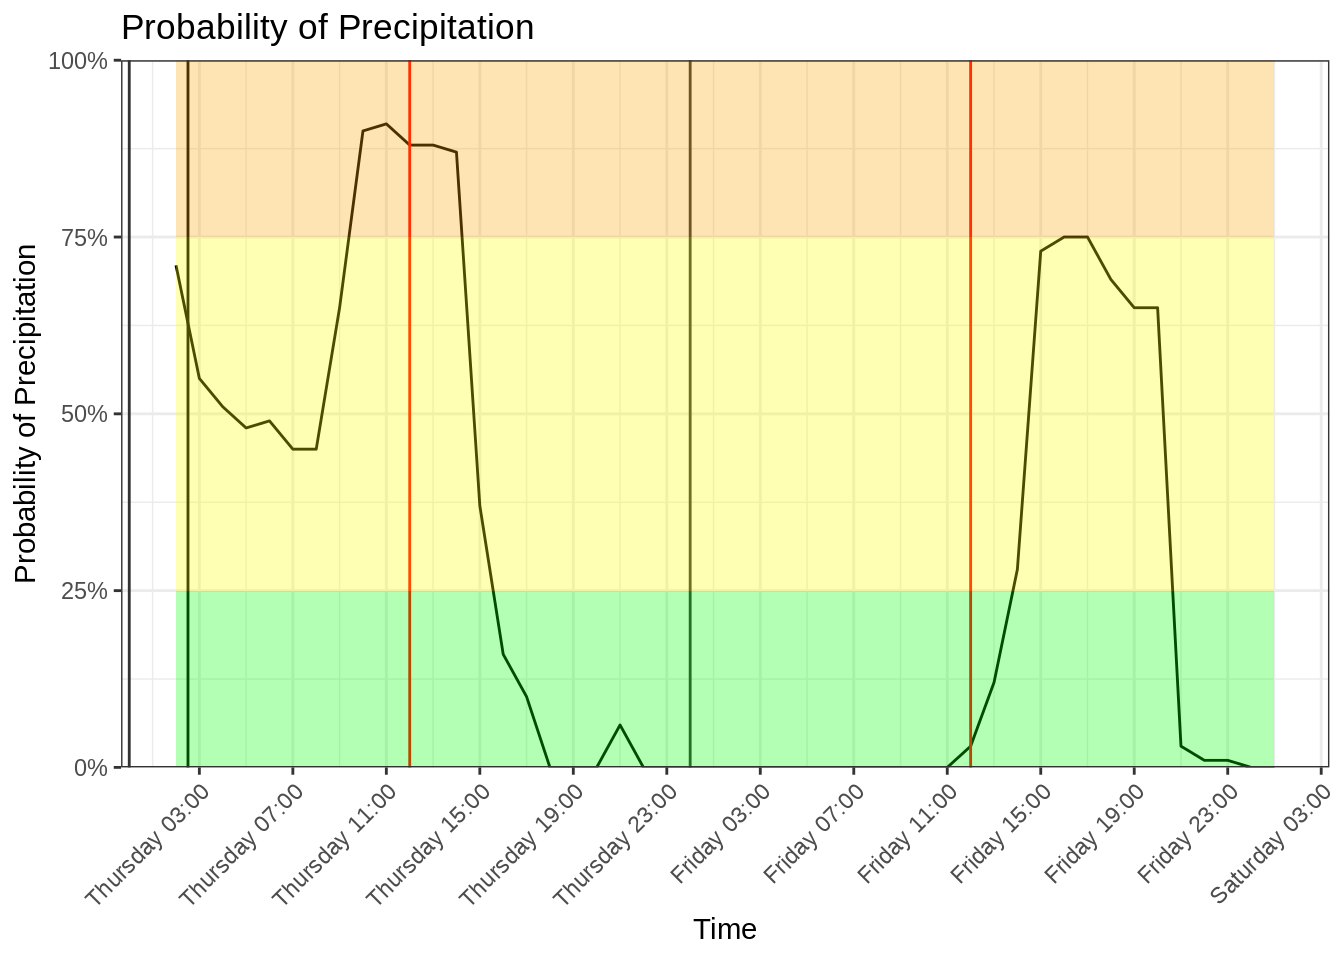 Probability of Precipitation
Probability of Precipitation
100%
75%
50%
25%
0%
Thursday 03:00
Thursday 07:00
Thursday 11:00
Thursday 15:00
Thursday 19:00
Thursday 23:00
Friday 03:00
Friday 07:00
Friday 11:00
Friday 15:00
Friday 19:00
Friday 23:00
Saturday 03:00
Time